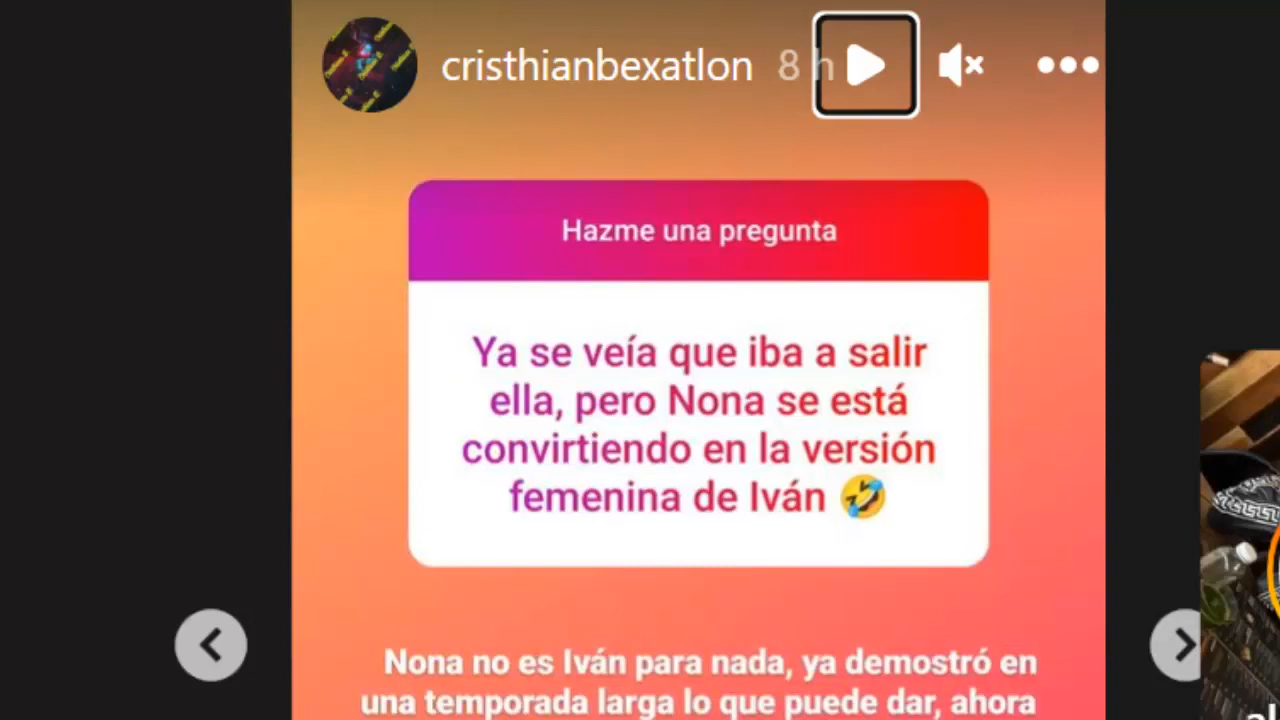 cristhianbexatlon 8 h
Hazme una pregunta
Ya se veía que iba a salir
ella, pero Nona se está
convirtiendo en la versión
femenina de Iván 🤣
Nona no es Iván para nada, ya demostró en
una temporada larga lo que puede dar, ahora